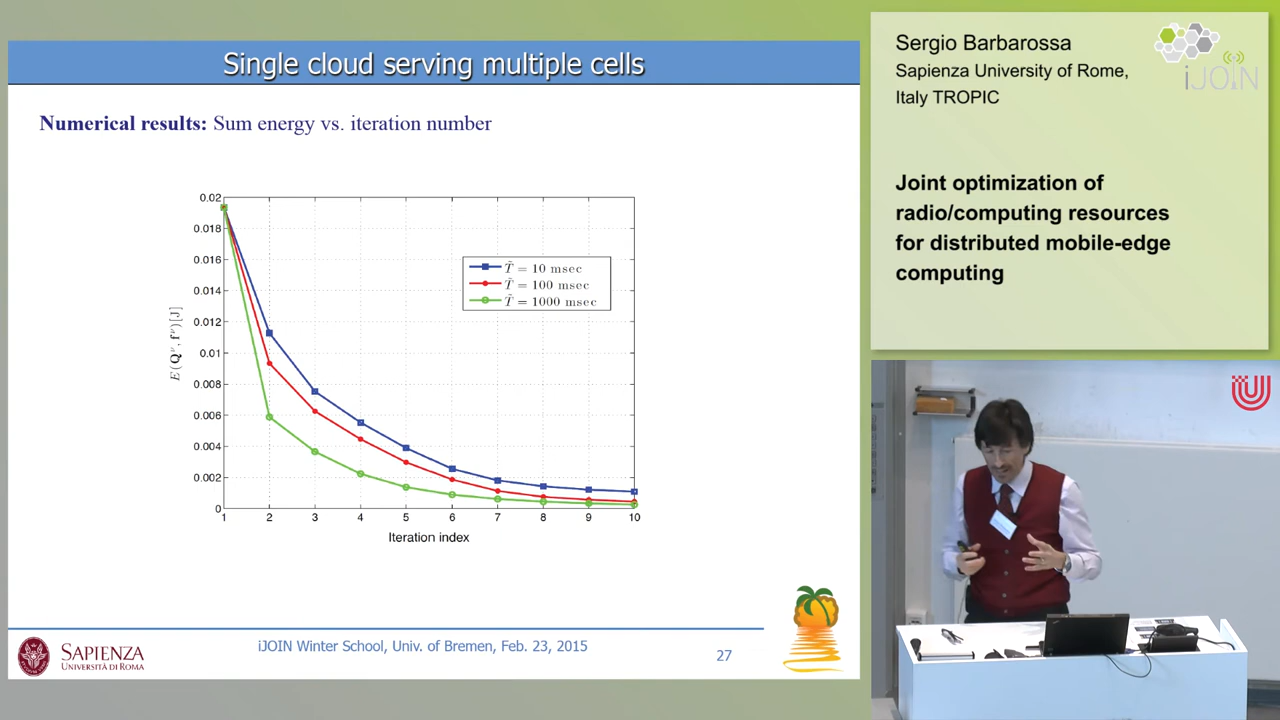 Single cloud serving multiple cells
Numerical results: Sum energy vs. iteration number
0.02
0.018
0.016
0.014
0.012
0.01
0.008
0.006
0.004
0.002
0
E(Q^ν, f^ν)[J]
T̃ = 10 msec
T̃ = 100 msec
T̃ = 1000 msec
1 2 3 4 5 6 7 8 9 10
Iteration index
SAPIENZA
UNIVERSITÀ DI ROMA
iJOIN Winter School, Univ. of Bremen, Feb. 23, 2015
27
Sergio Barbarossa
Sapienza University of Rome,
Italy TROPIC
iJOIN
Joint optimization of
radio/computing resources
for distributed mobile-edge
computing